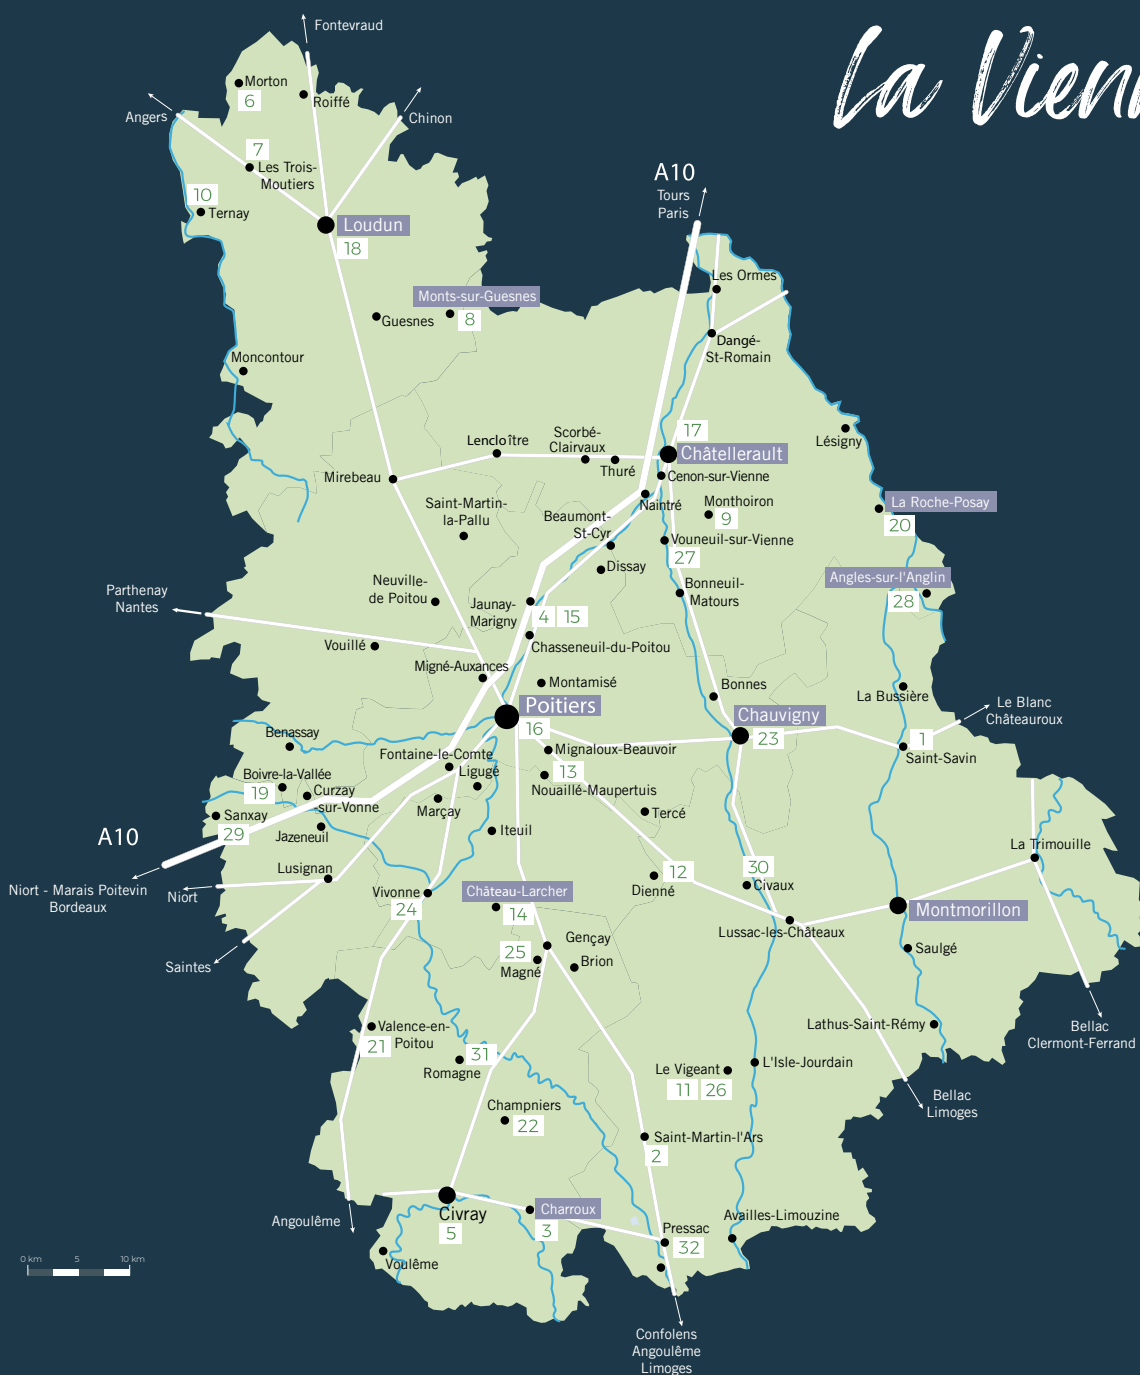 La Vien
Fontevraud
Morton
6
Roiffé
Angers
Chinon
7
Les Trois-
Moutiers
10
Ternay
Loudun
18
A10
Tours
Paris
Les Ormes
Monts-sur-Guesnes
8
Guesnes
Dangé-
St-Romain
Moncontour
17
Châtellerault
Lésigny
Lencloître
Scorbé-
Clairvaux
Thuré
Mirebeau
Cenon-sur-Vienne
Naintré
Monthoiron
9
La Roche-Posay
20
Saint-Martin-
la-Pallu
Beaumont-
St-Cyr
Vouneuil-sur-Vienne
27
Dissay
Angles-sur-l'Anglin
28
Parthenay
Nantes
Neuville-
de Poitou
Jaunay-
Marigny
4
15
Bonneuil-
Matours
Vouillé
Chasseneuil-du-Poitou
Migné-Auxances
Montamisé
Bonnes
La Bussière
Le Blanc
Châteauroux
Poitiers
16
Chauvigny
23
1
Saint-Savin
Benassay
Fontaine-le-Comte
Mignaloux-Beauvoir
Ligugé
13
Nouaillé-Maupertuis
Boivre-la-Vallée
19
Curzay
-sur-Vonne
Marçay
Tercé
Sanxay
29
Jazeneuil
Iteuil
A10
La Trimouille
Lusignan
Niort - Marais Poitevin
Bordeaux
Niort
Vivonne
24
Château-Larcher
14
12
Dienné
30
Civaux
Montmorillon
Lussac-les-Châteaux
Gençay
25
Magné
Brion
Saulgé
Saintes
Valence-en-
Poitou
21
31
Romagne
Lathus-Saint-Rémy
Bellac
Clermont-Ferrand
Le Vigeant
11
26
L'Isle-Jourdain
Bellac
Limoges
Champniers
22
Saint-Martin-l'Ars
2
Angoulême
Civray
5
Charroux
3
Availles-Limouzine
Pressac
32
Voulême
0 km
5
10 km
Confolens
Angoulême
Limoges